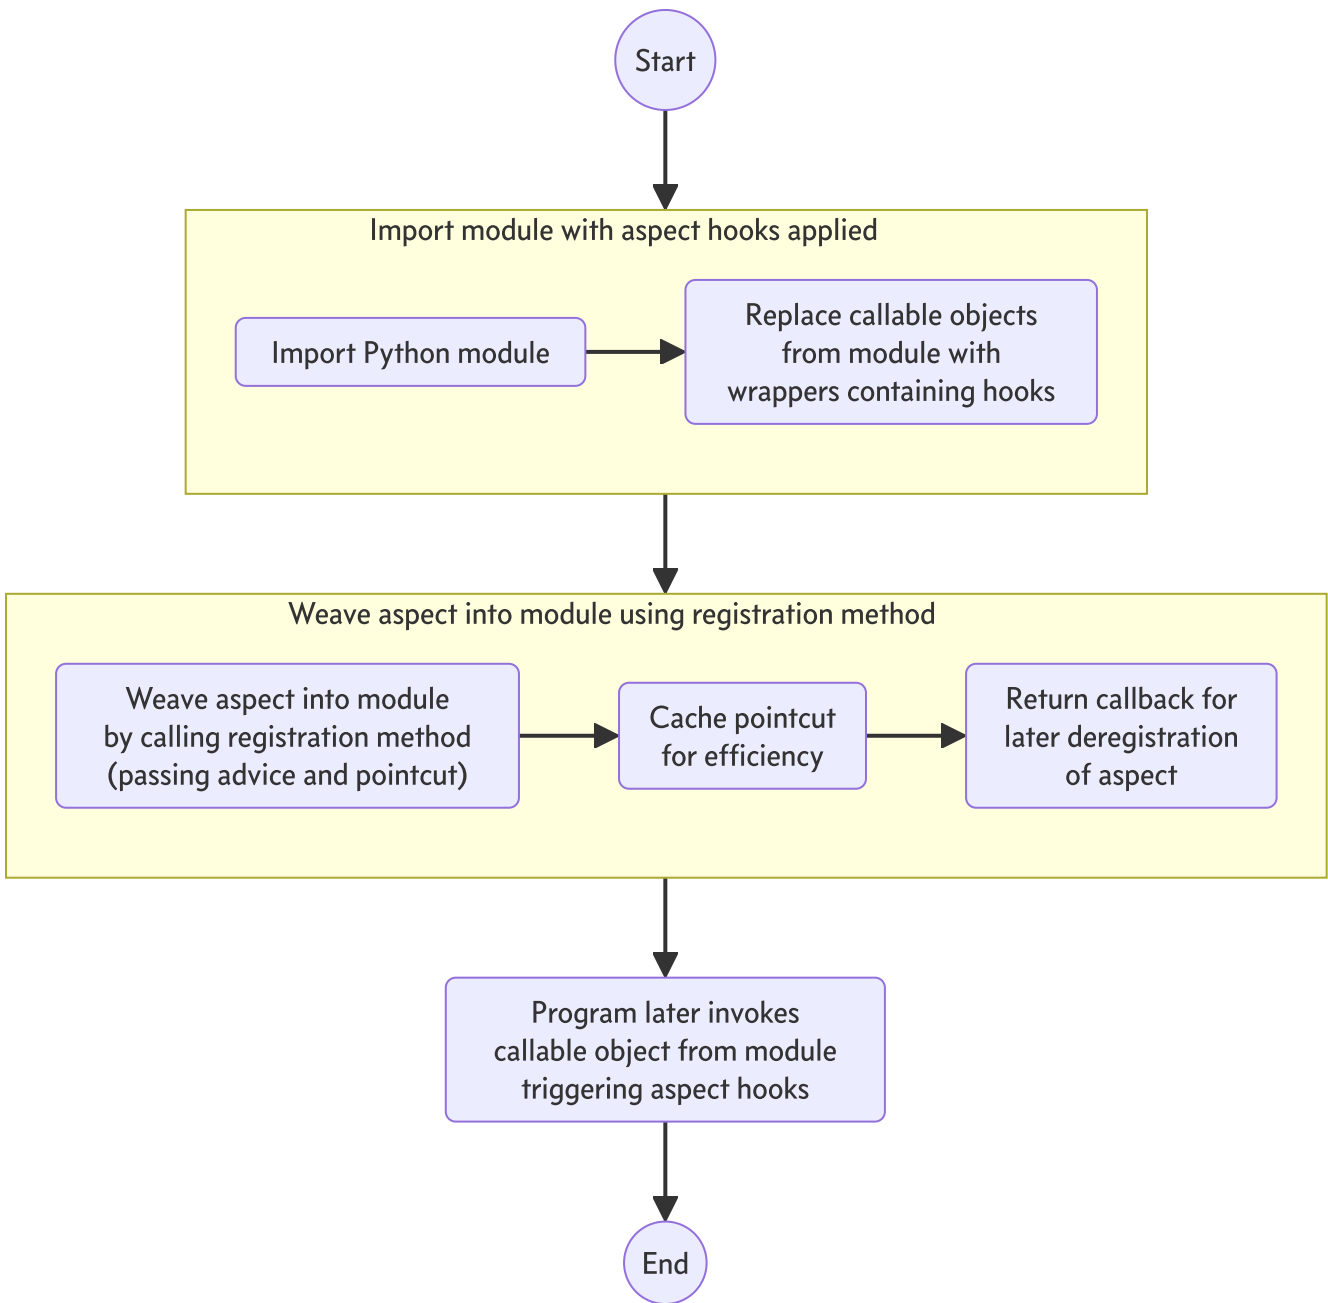 Start
Import module with aspect hooks applied
Import Python module
Replace callable objects
from module with
wrappers containing hooks
Weave aspect into module using registration method
Weave aspect into module
by calling registration method
(passing advice and pointcut)
Cache pointcut
for efficiency
Return callback for
later deregistration
of aspect
Program later invokes
callable object from module
triggering aspect hooks
End